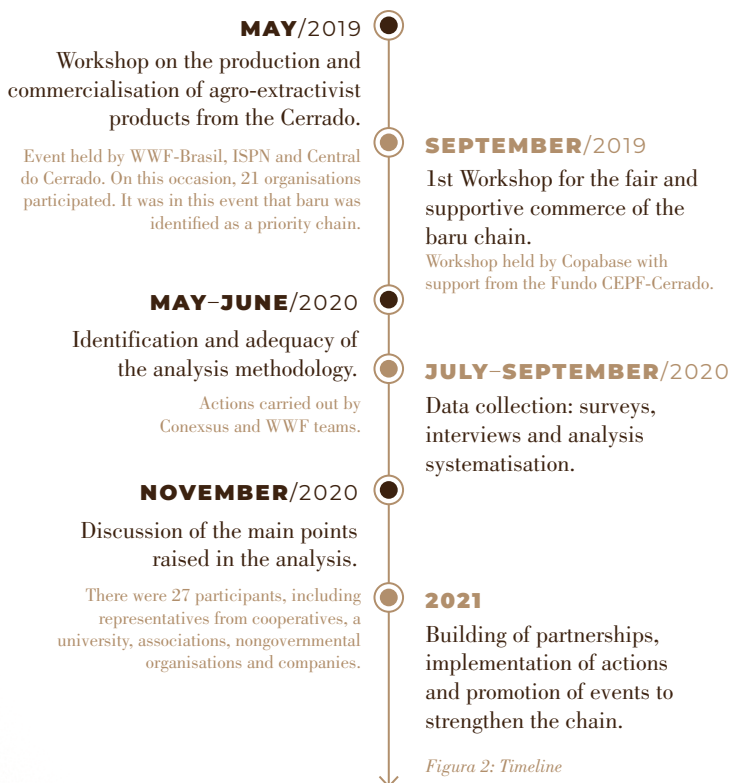 MAY/2019
Workshop on the production and
commercialisation of agro-extractivist
products from the Cerrado.
Event held by WWF-Brasil, ISPN and Central
do Cerrado. On this occasion, 21 organisations
participated. It was in this event that baru was
identified as a priority chain.
SEPTEMBER/2019
1st Workshop for the fair and
supportive commerce of the
baru chain.
Workshop held by Copabase with
support from the Fundo CEPF-Cerrado.
MAY–JUNE/2020
Identification and adequacy of
the analysis methodology.
Actions carried out by
Conexsus and WWF teams.
JULY–SEPTEMBER/2020
Data collection: surveys,
interviews and analysis
systematisation.
NOVEMBER/2020
Discussion of the main points
raised in the analysis.
There were 27 participants, including
representatives from cooperatives, a
university, associations, nongovernmental
organisations and companies.
2021
Building of partnerships,
implementation of actions
and promotion of events to
strengthen the chain.
Figura 2: Timeline